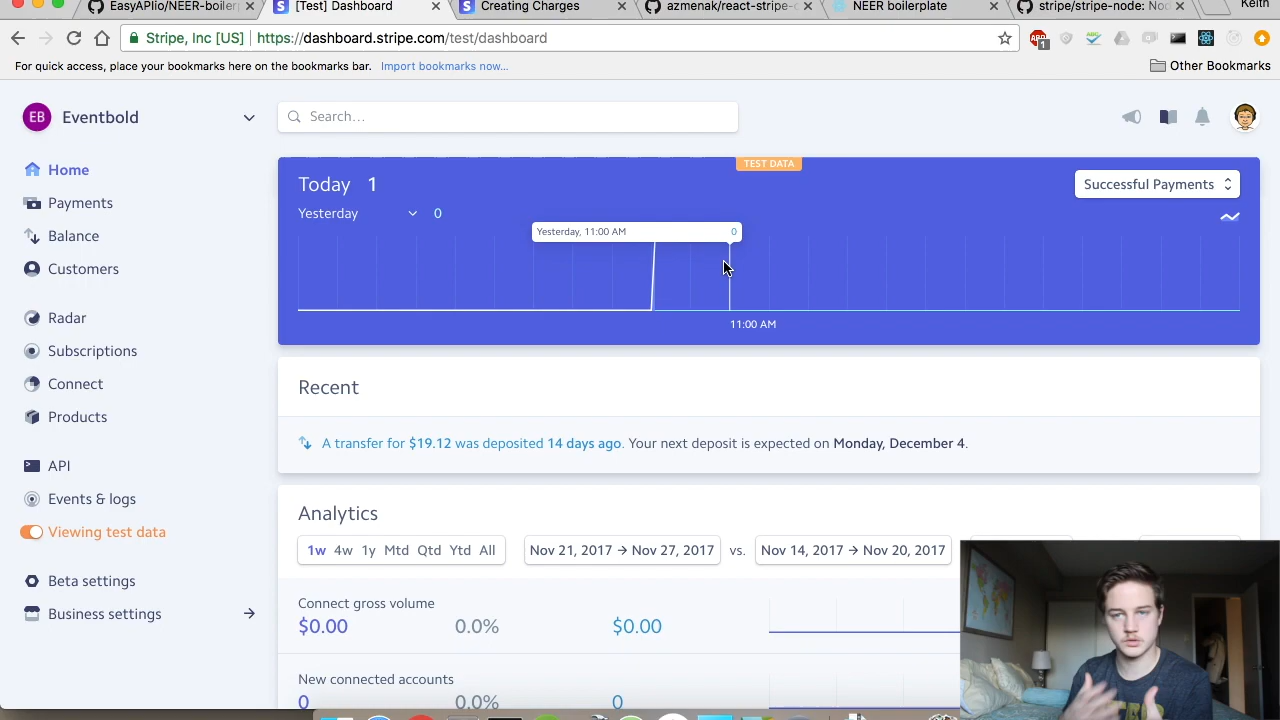 EasyAPIio/NEER-boilerp
[Test] Dashboard
Creating Charges
azmenak/react-stripe-c
NEER boilerplate
stripe/stripe-node: Nod
Keith
Stripe, Inc [US] https://dashboard.stripe.com/test/dashboard
1
For quick access, place your bookmarks here on the bookmarks bar. Import bookmarks now...
Other Bookmarks
EB Eventbold
Search...
Home
Payments
Balance
Customers
Radar
Subscriptions
Connect
Products
API
Events & logs
Viewing test data
Beta settings
Business settings
TEST DATA
Today 1
Successful Payments
Yesterday 0
Yesterday, 11:00 AM 0
11:00 AM
Recent
A transfer for $19.12 was deposited 14 days ago. Your next deposit is expected on Monday, December 4.
Analytics
1w 4w 1y Mtd Qtd Ytd All
Nov 21, 2017 → Nov 27, 2017 vs. Nov 14, 2017 → Nov 20, 2017
Connect gross volume
$0.00 0.0% $0.00
New connected accounts
0 0.0% 0